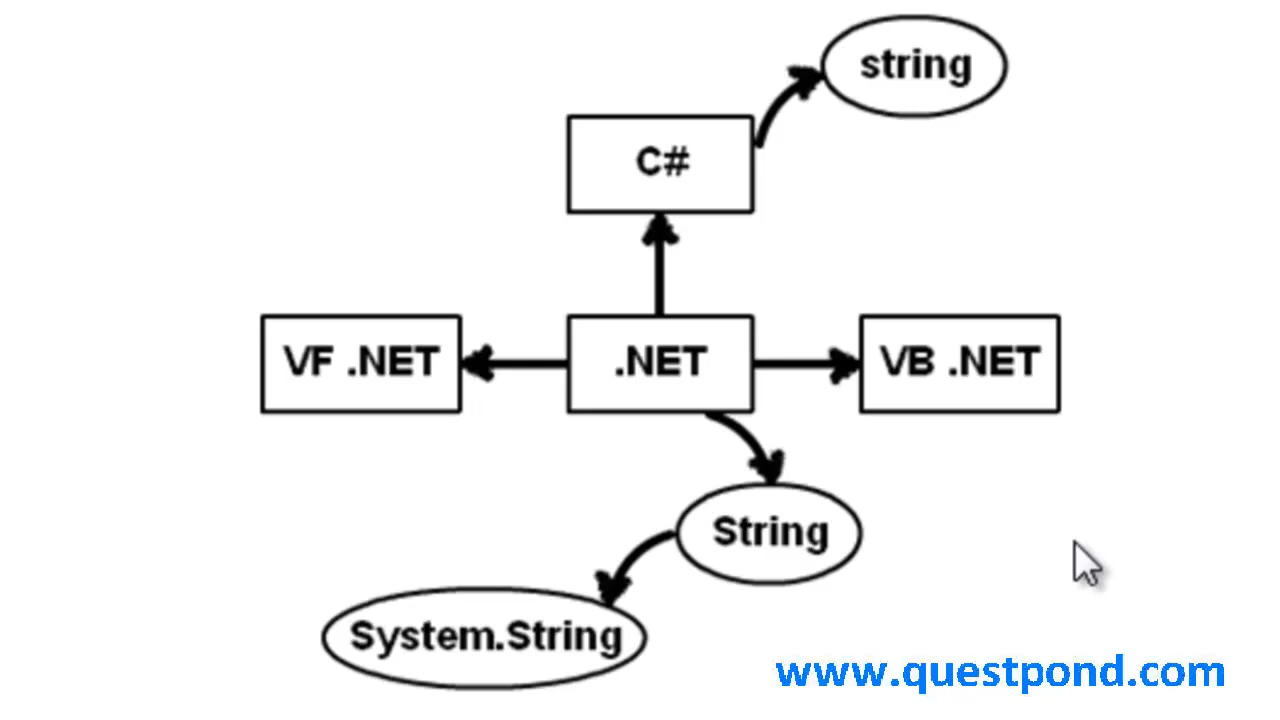 string
C#
VF .NET
.NET
VB .NET
String
System.String
www.questpond.com